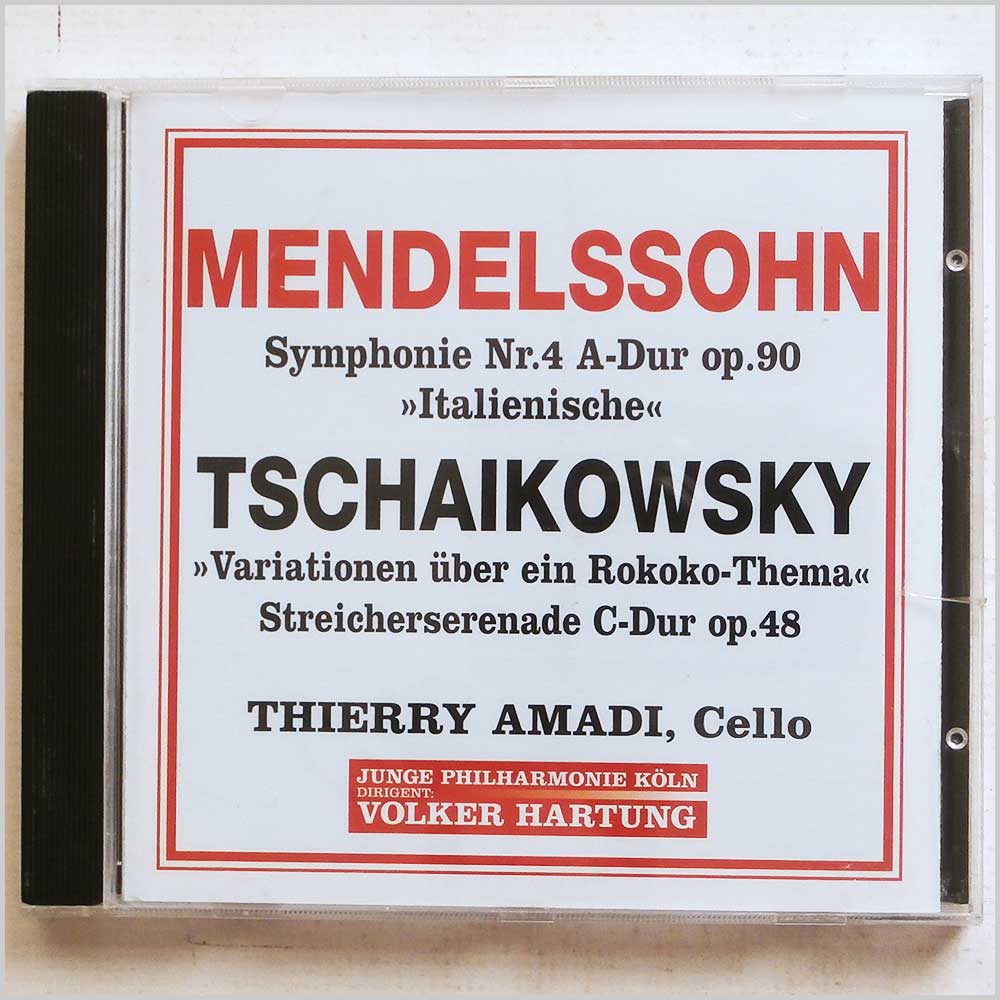 MENDELSSOHN
Symphonie Nr.4 A-Dur op.90
»Italienische«
TSCHAIKOWSKY
»Variationen über ein Rokoko-Thema«
Streicherserenade C-Dur op.48
THIERRY AMADI, Cello
JUNGE PHILHARMONIE KÖLN
DIRIGENT:
VOLKER HARTUNG